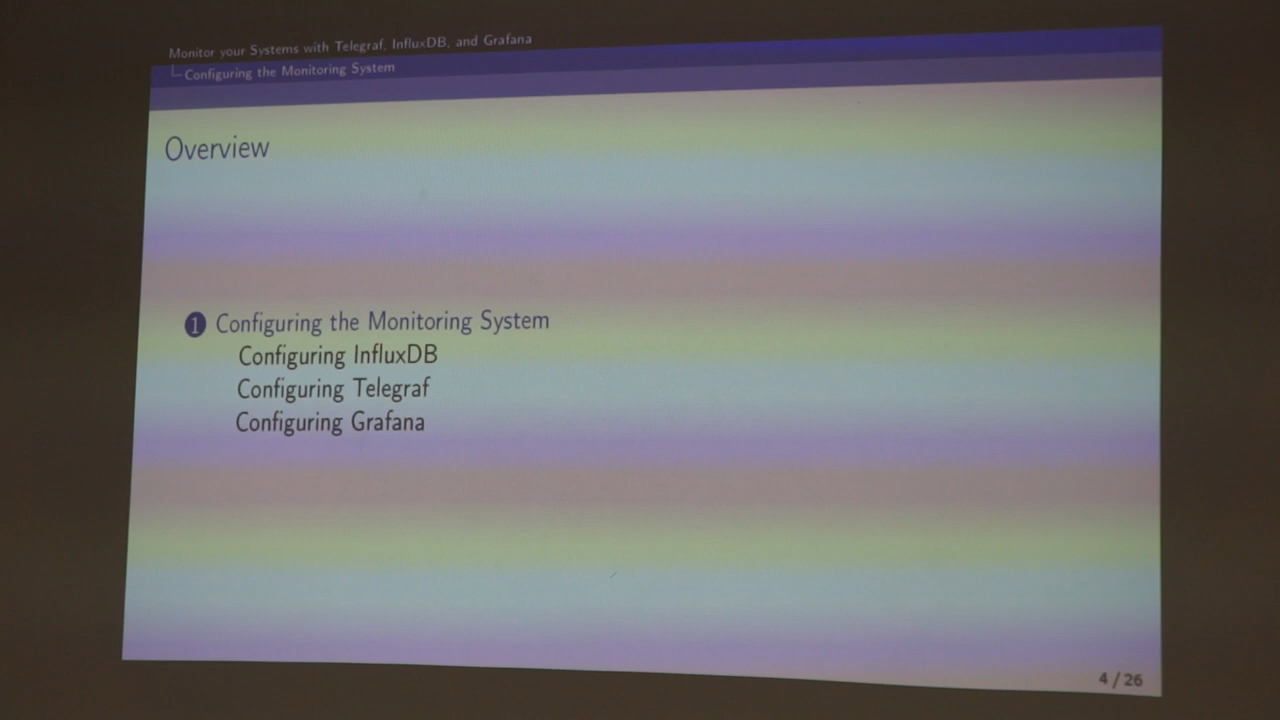 Monitor your Systems with Telegraf, InfluxDB, and Grafana
Configuring the Monitoring System
Overview
1 Configuring the Monitoring System
Configuring InfluxDB
Configuring Telegraf
Configuring Grafana
4 / 26